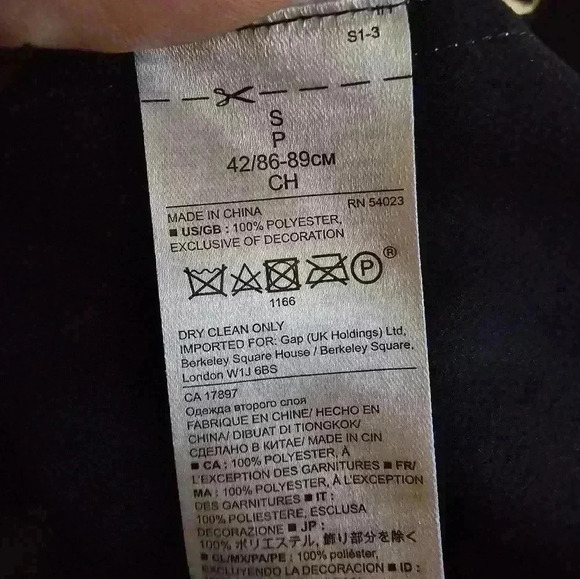 S1-3
S
P
42/86-89CM
CH
MADE IN CHINA RN 54023
■ US/GB : 100% POLYESTER,
EXCLUSIVE OF DECORATION
P ®
1166
DRY CLEAN ONLY
IMPORTED FOR: Gap (UK Holdings) Ltd,
Berkeley Square House / Berkeley Square,
London W1J 6BS
CA 17897
Одежда второго слоя
FABRIQUE EN CHINE/ HECHO EN
CHINA/ DIBUAT DI TIONGKOK/
СДЕЛАНО В КИТАЕ/ MADE IN CIN
■ CA : 100% POLYESTER, À
L'EXCEPTION DES GARNITURES ■ FR/
MA : 100% POLYESTER, À L'EXCEPTION
DES GARNITURES ■ IT :
100% POLIESTERE, ESCLUSA
DECORAZIONE ■ JP :
100% ポリエステル, 飾り部分を除く
■ CL/MX/PA/PE : 100% poliéster,
EXCLUYENDO LA DECORACION ■ ID :